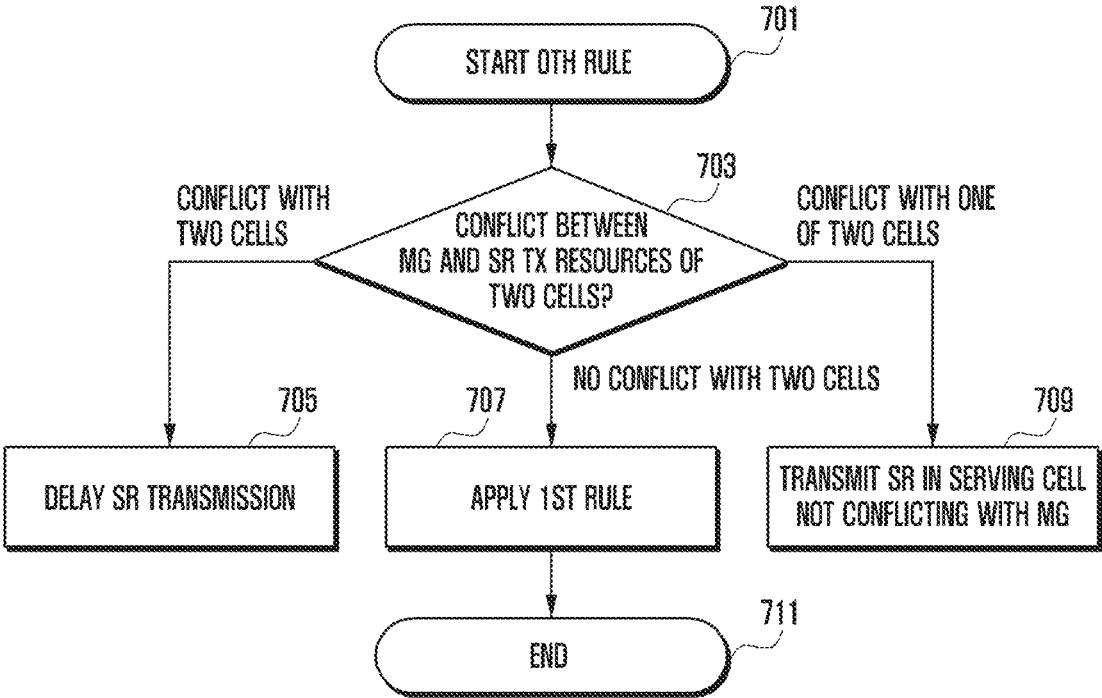 701
START 0TH RULE
703
CONFLICT WITH
TWO CELLS
CONFLICT BETWEEN
MG AND SR TX RESOURCES OF
TWO CELLS?
CONFLICT WITH ONE
OF TWO CELLS
NO CONFLICT WITH TWO CELLS
705
707
709
DELAY SR TRANSMISSION
APPLY 1ST RULE
TRANSMIT SR IN SERVING CELL
NOT CONFLICTING WITH MG
711
END